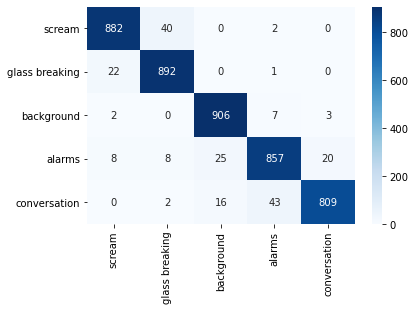 scream 882 40 0 2 0
glass breaking 22 892 0 1 0
background 2 0 906 7 3
alarms 8 8 25 857 20
conversation 0 2 16 43 809
scream
glass breaking
background
alarms
conversation
800
600
400
200
0